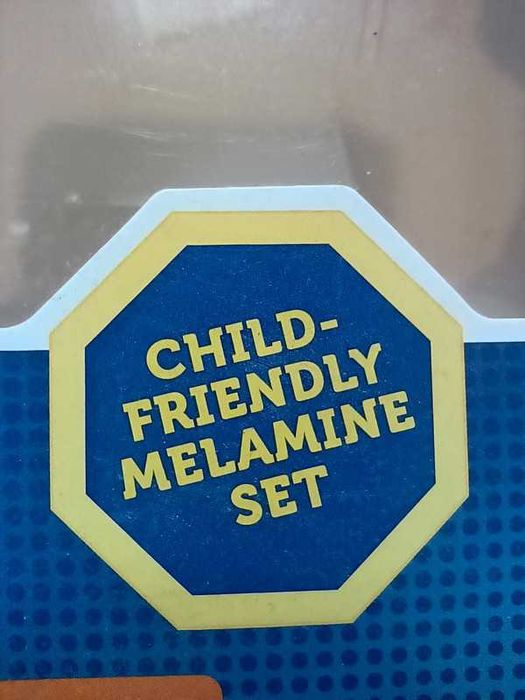 CHILD-
FRIENDLY
MELAMINE
SET